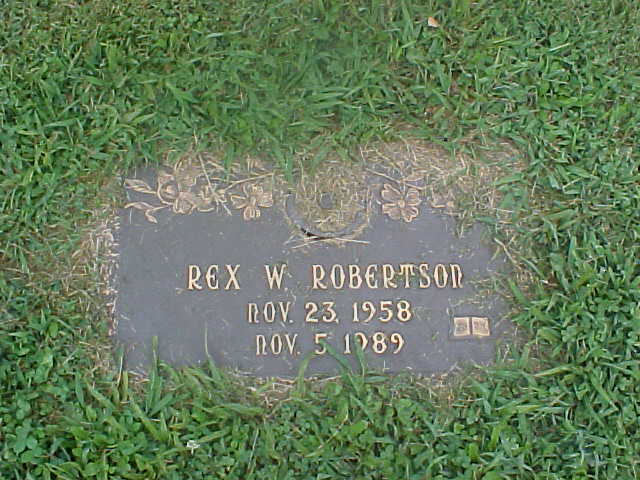 REX W. ROBERTSON
NOV. 23, 1958
NOV. 5, 1989